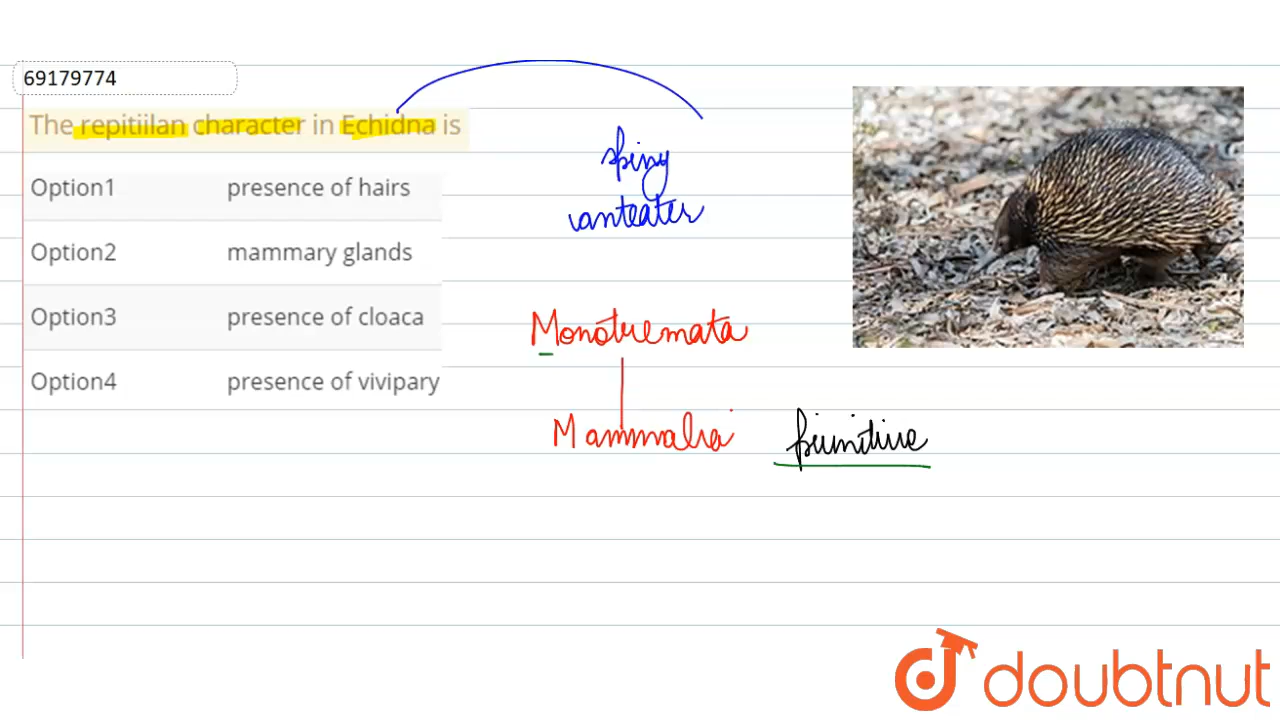 69179774
The repitiilan character in Echidna is
Option1 presence of hairs
Option2 mammary glands
Option3 presence of cloaca
Option4 presence of vivipary
spiny
anteater
Monotremata
Mammalia primitive
doubtnut